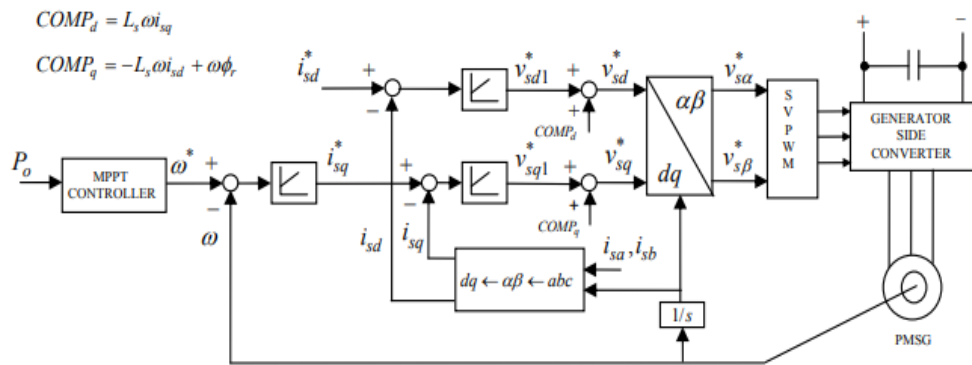 COMP_d = L_s ω i_sq
COMP_q = −L_s ω i_sd + ω ϕ_r
i*_sd
+
−
v*_sd1
+
+
COMP_d
v*_sd
αβ
dq
v*_sα
v*_sβ
S V PWM
+
−
GENERATOR
SIDE
CONVERTER
P_o
MPPT
CONTROLLER
ω*
+
−
ω
i*_sq
+
−
v*_sq1
+
+
COMP_q
v*_sq
i_sd
i_sq
dq ← αβ ← abc
i_sa, i_sb
1/s
PMSG